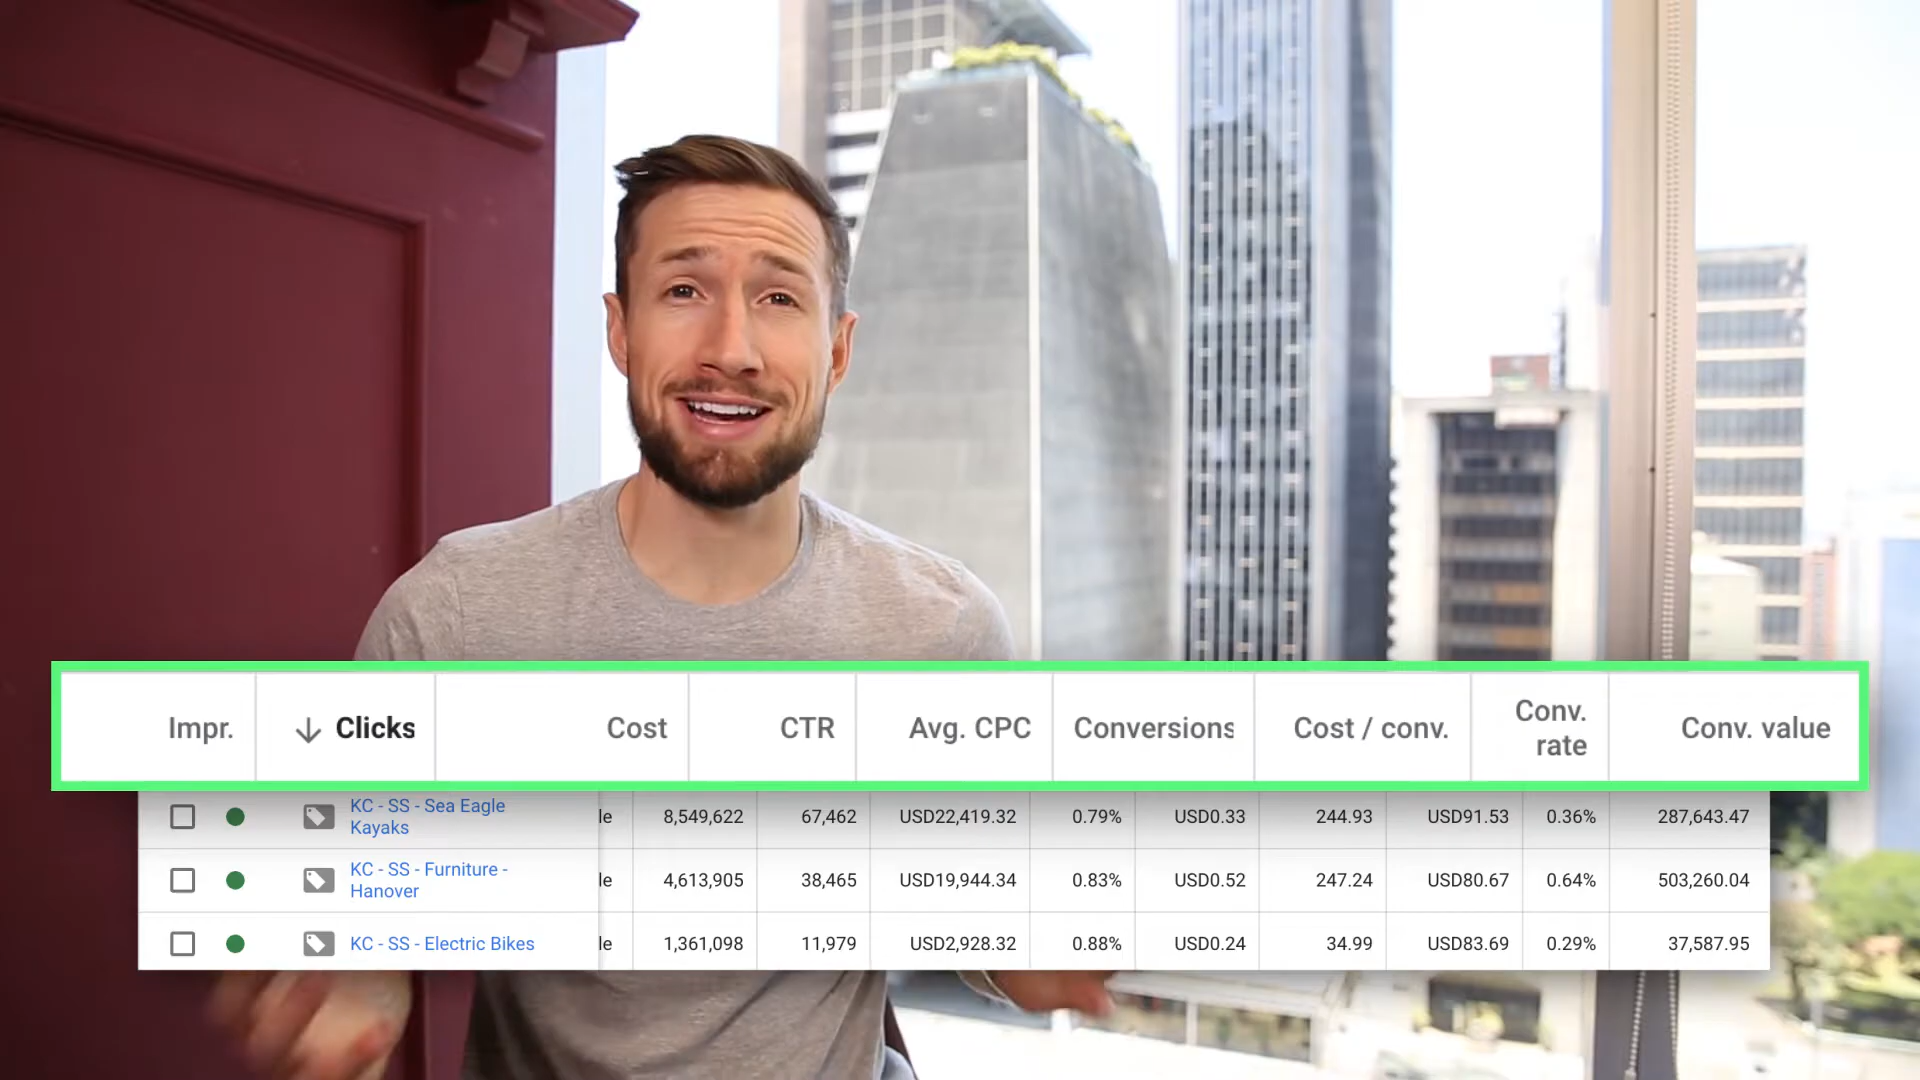 Impr. Clicks Cost CTR Avg. CPC Conversions Cost / conv. Conv. rate Conv. value
KC - SS - Sea Eagle Kayaks le 8,549,622 67,462 USD22,419.32 0.79% USD0.33 244.93 USD91.53 0.36% 287,643.47
KC - SS - Furniture - Hanover le 4,613,905 38,465 USD19,944.34 0.83% USD0.52 247.24 USD80.67 0.64% 503,260.04
KC - SS - Electric Bikes le 1,361,098 11,979 USD2,928.32 0.88% USD0.24 34.99 USD83.69 0.29% 37,587.95